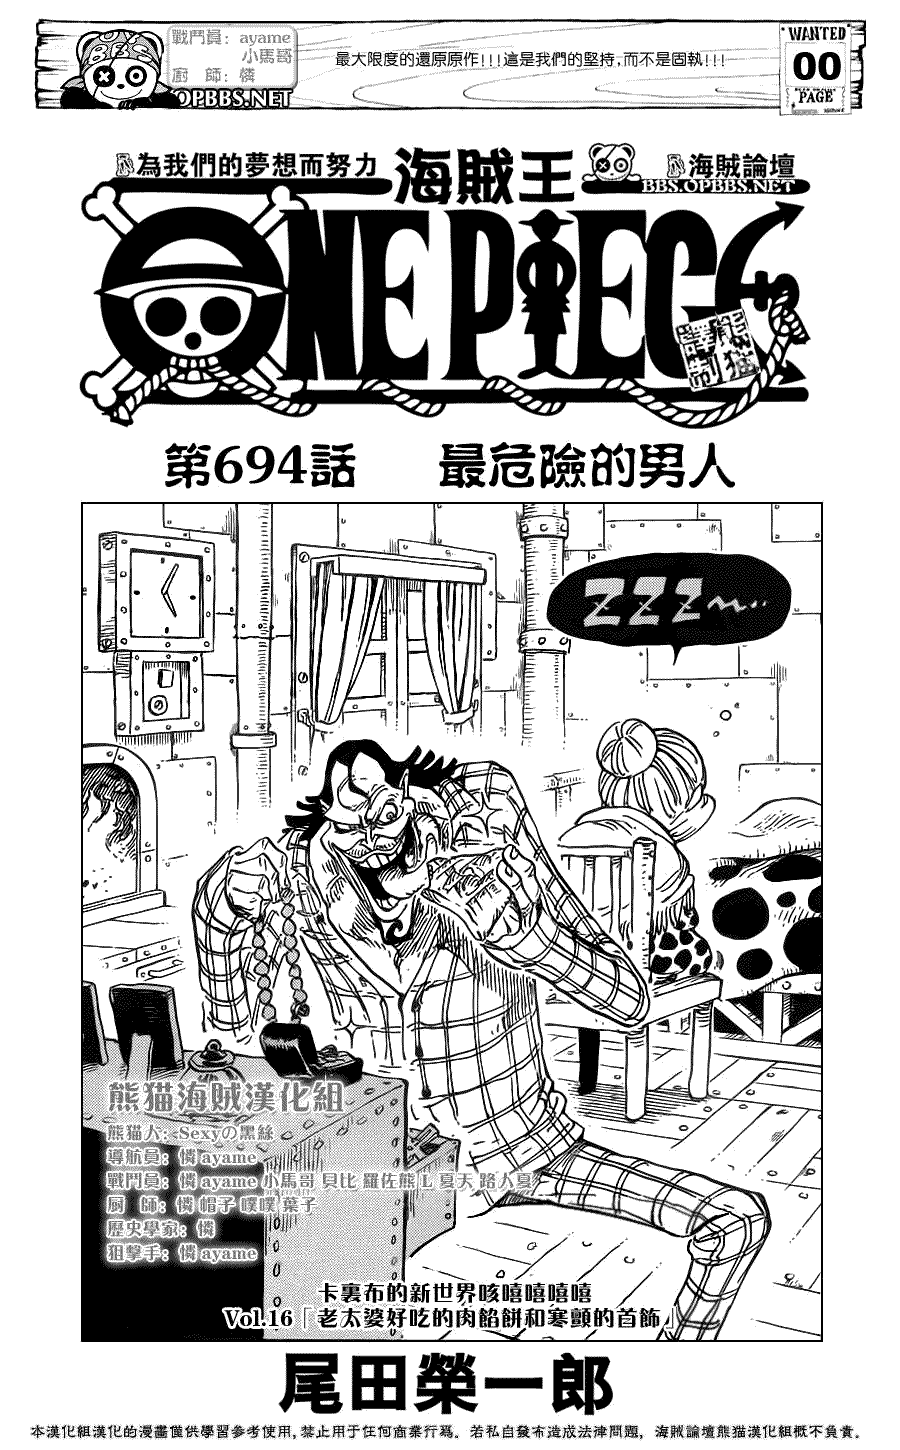 戰鬥員：ayame
小馬哥
廚 師：憐
OPBBS.NET
最大限度的還原原作!!!這是我們的堅持,而不是固執!!!
WANTED
00
PAGE
為我們的夢想而努力
海賊王
海賊論壇
BBS.OPBBS.NET
ONE PIECE
熊猫譯制
第694話 最危險的男人
ZZZ~..
熊猫海賊漢化組
熊猫人：Sexyの黑絲
導航員：憐 ayame
戰鬥員：憐 ayame 小馬哥 貝比 羅佐熊 L 夏天 路人夏
廚 師：憐 帽子 噗噗 葉子
歷史學家：憐
狙擊手：憐 ayame
卡裏布的新世界咳嘻嘻嘻嘻
Vol.16「老太婆好吃的肉餡餅和寒顫的首飾」
尾田榮一郎
本漢化組漢化的漫畫僅供學習參考使用,禁止用于任何商業行為。若私自發布造成法律問題，海賊論壇熊猫漢化組概不負責。